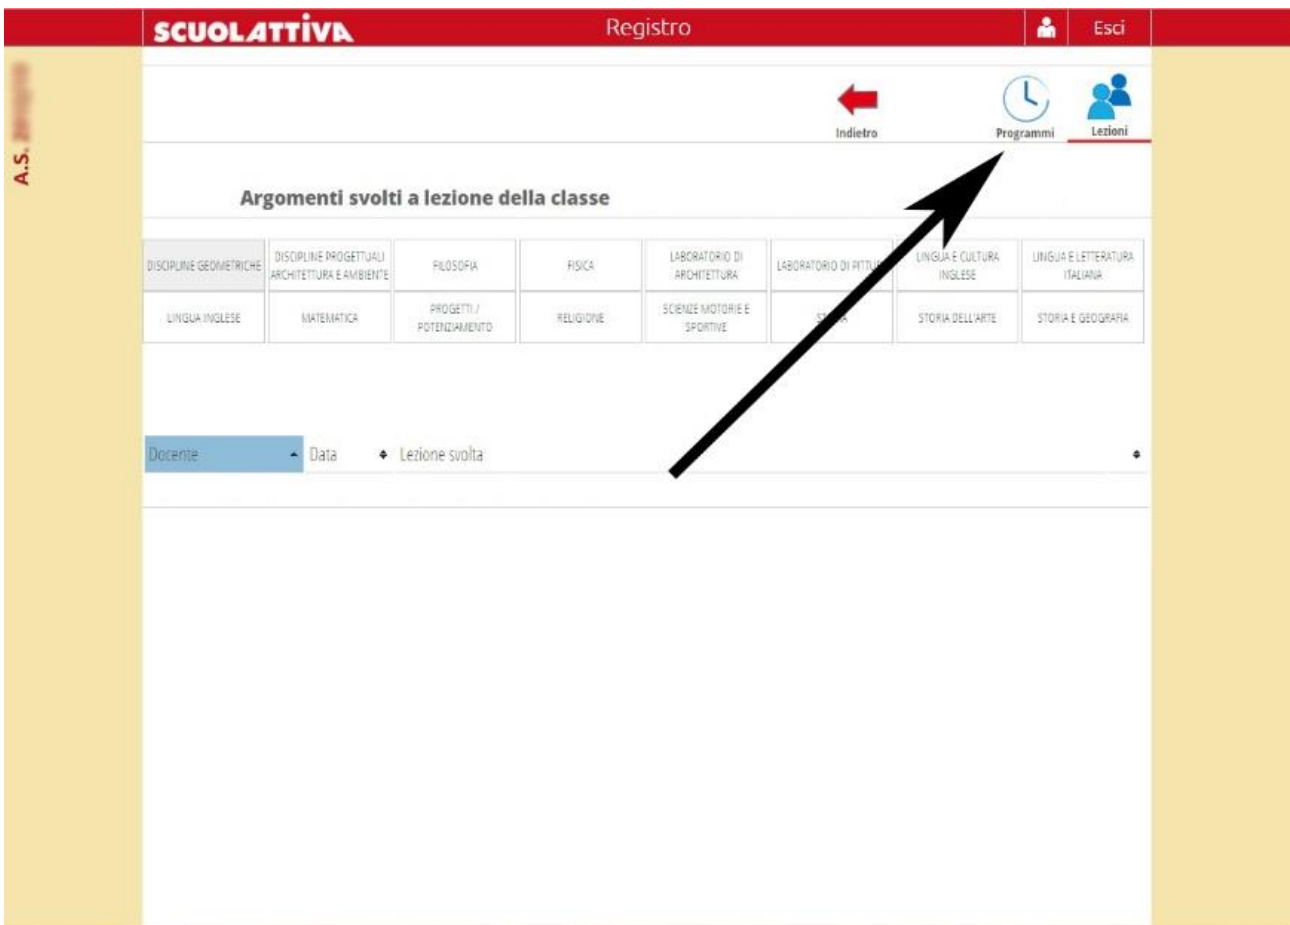 SCUOLATTIVA
Registro
Esci
A.S.
Indietro
Programmi
Lezioni
Argomenti svolti a lezione della classe
DISCIPLINE GEOMETRICHE
DISCIPLINE PROGETTUALI
ARCHITETTURA E AMBIENTE
FILOSOFIA
FISICA
LABORATORIO DI
ARCHITETTURA
LABORATORIO DI
LINGUA E CULTURA
INGLESE
LINGUA E LETTERATURA
ITALIANA
LINGUA INGLESE
MATEMATICA
PROGETTI /
POTENZIAMENTO
RELIGIONE
SCIENZE MOTORIE E
SPORTIVE
STORIA DELL'ARTE
STORIA E GEOGRAFIA
Docente
Data
Lezione svolta